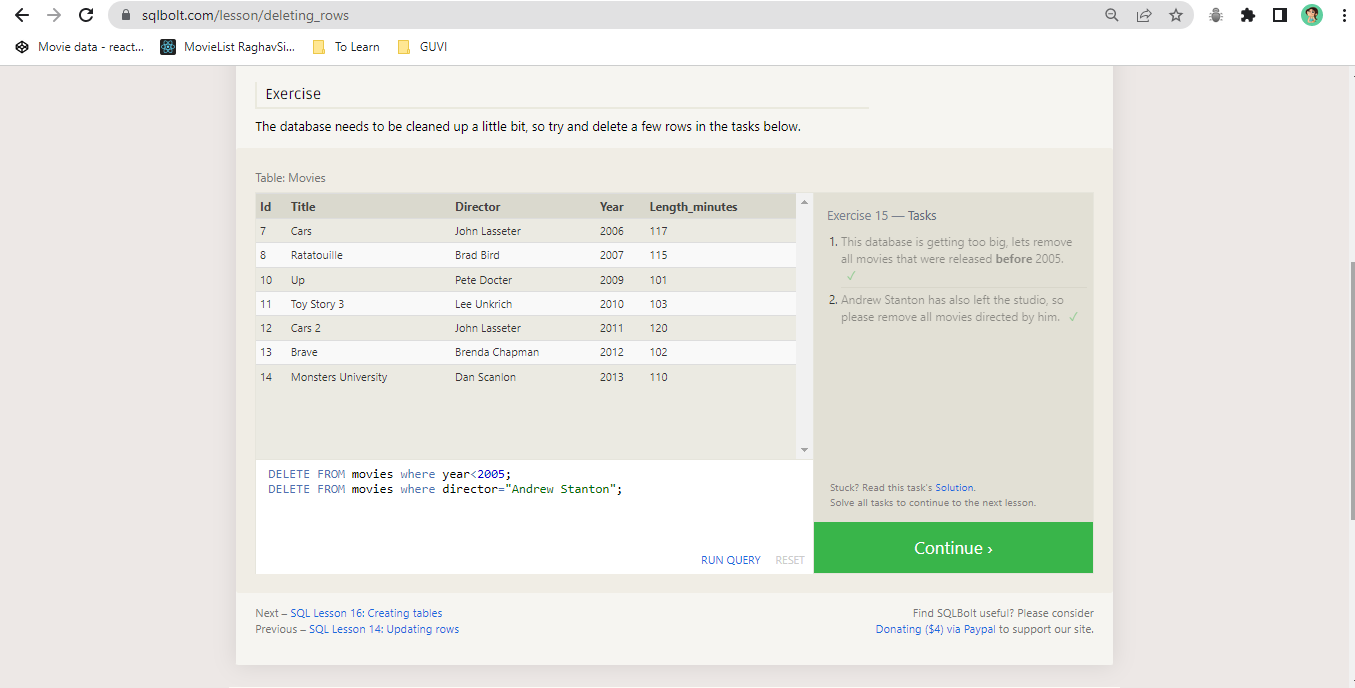 sqlbolt.com/lesson/deleting_rows
Movie data - react... MovieList RaghavSi... To Learn GUVI
Exercise
The database needs to be cleaned up a little bit, so try and delete a few rows in the tasks below.
Table: Movies
Id Title Director Year Length_minutes
7 Cars John Lasseter 2006 117
8 Ratatouille Brad Bird 2007 115
10 Up Pete Docter 2009 101
11 Toy Story 3 Lee Unkrich 2010 103
12 Cars 2 John Lasseter 2011 120
13 Brave Brenda Chapman 2012 102
14 Monsters University Dan Scanlon 2013 110
Exercise 15 — Tasks
1. This database is getting too big, lets remove
all movies that were released before 2005.
✓
2. Andrew Stanton has also left the studio, so
please remove all movies directed by him. ✓
DELETE FROM movies where year<2005;
DELETE FROM movies where director="Andrew Stanton";
RUN QUERY RESET
Stuck? Read this task's Solution.
Solve all tasks to continue to the next lesson.
Continue ›
Next – SQL Lesson 16: Creating tables
Previous – SQL Lesson 14: Updating rows
Find SQLBolt useful? Please consider
Donating ($4) via Paypal to support our site.